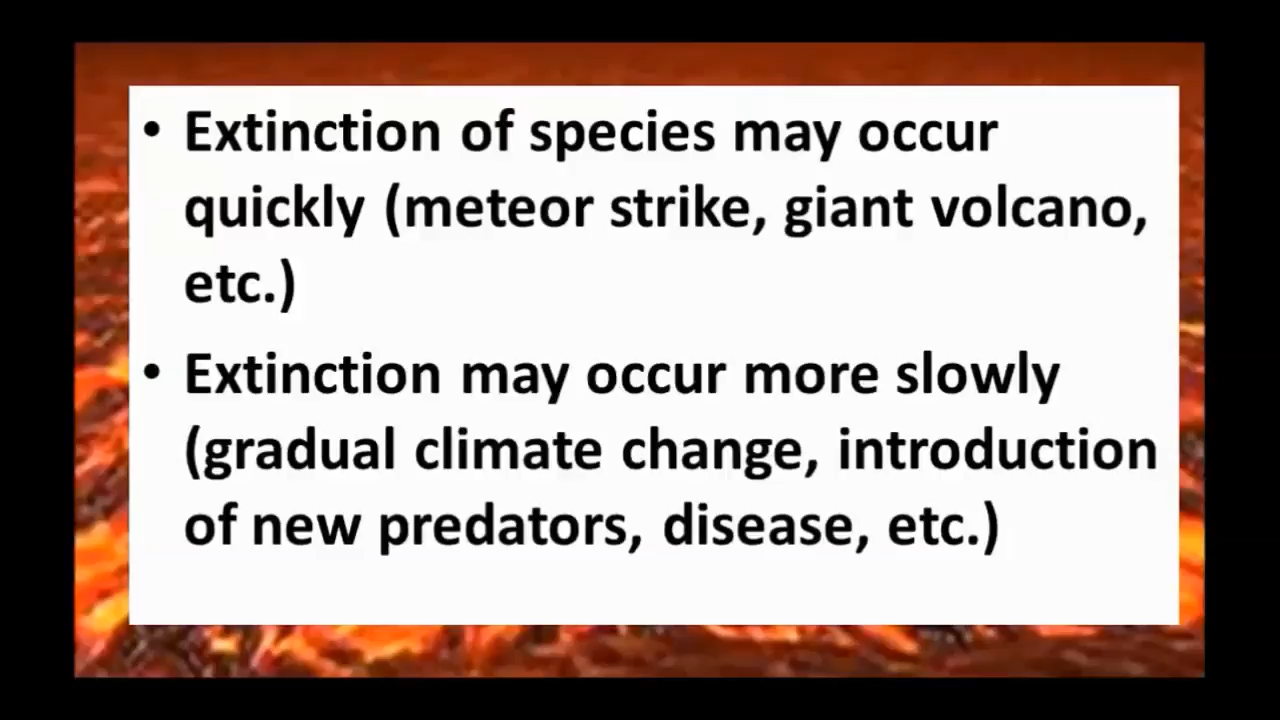 • Extinction of species may occur
quickly (meteor strike, giant volcano,
etc.)
• Extinction may occur more slowly
(gradual climate change, introduction
of new predators, disease, etc.)